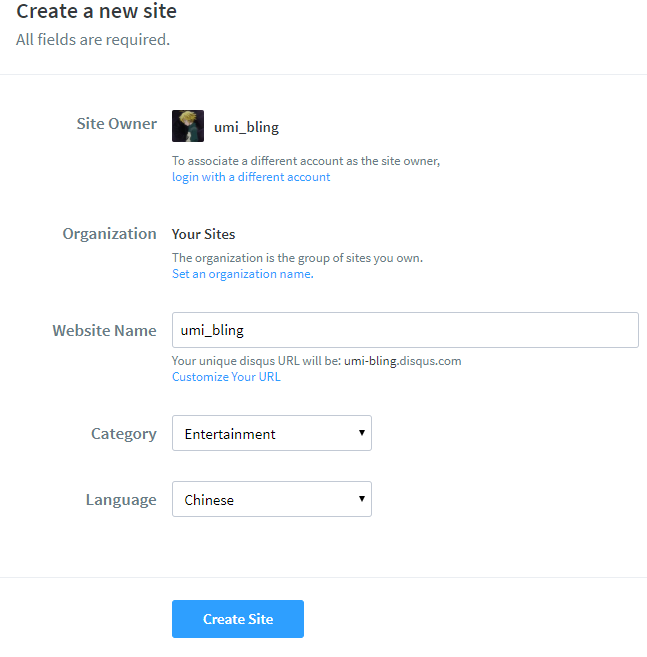 Create a new site
All fields are required.
Site Owner
umi_bling
To associate a different account as the site owner,
login with a different account
Organization
Your Sites
The organization is the group of sites you own.
Set an organization name.
Website Name
umi_bling
Your unique disqus URL will be: umi-bling.disqus.com
Customize Your URL
Category
Entertainment
Language
Chinese
Create Site